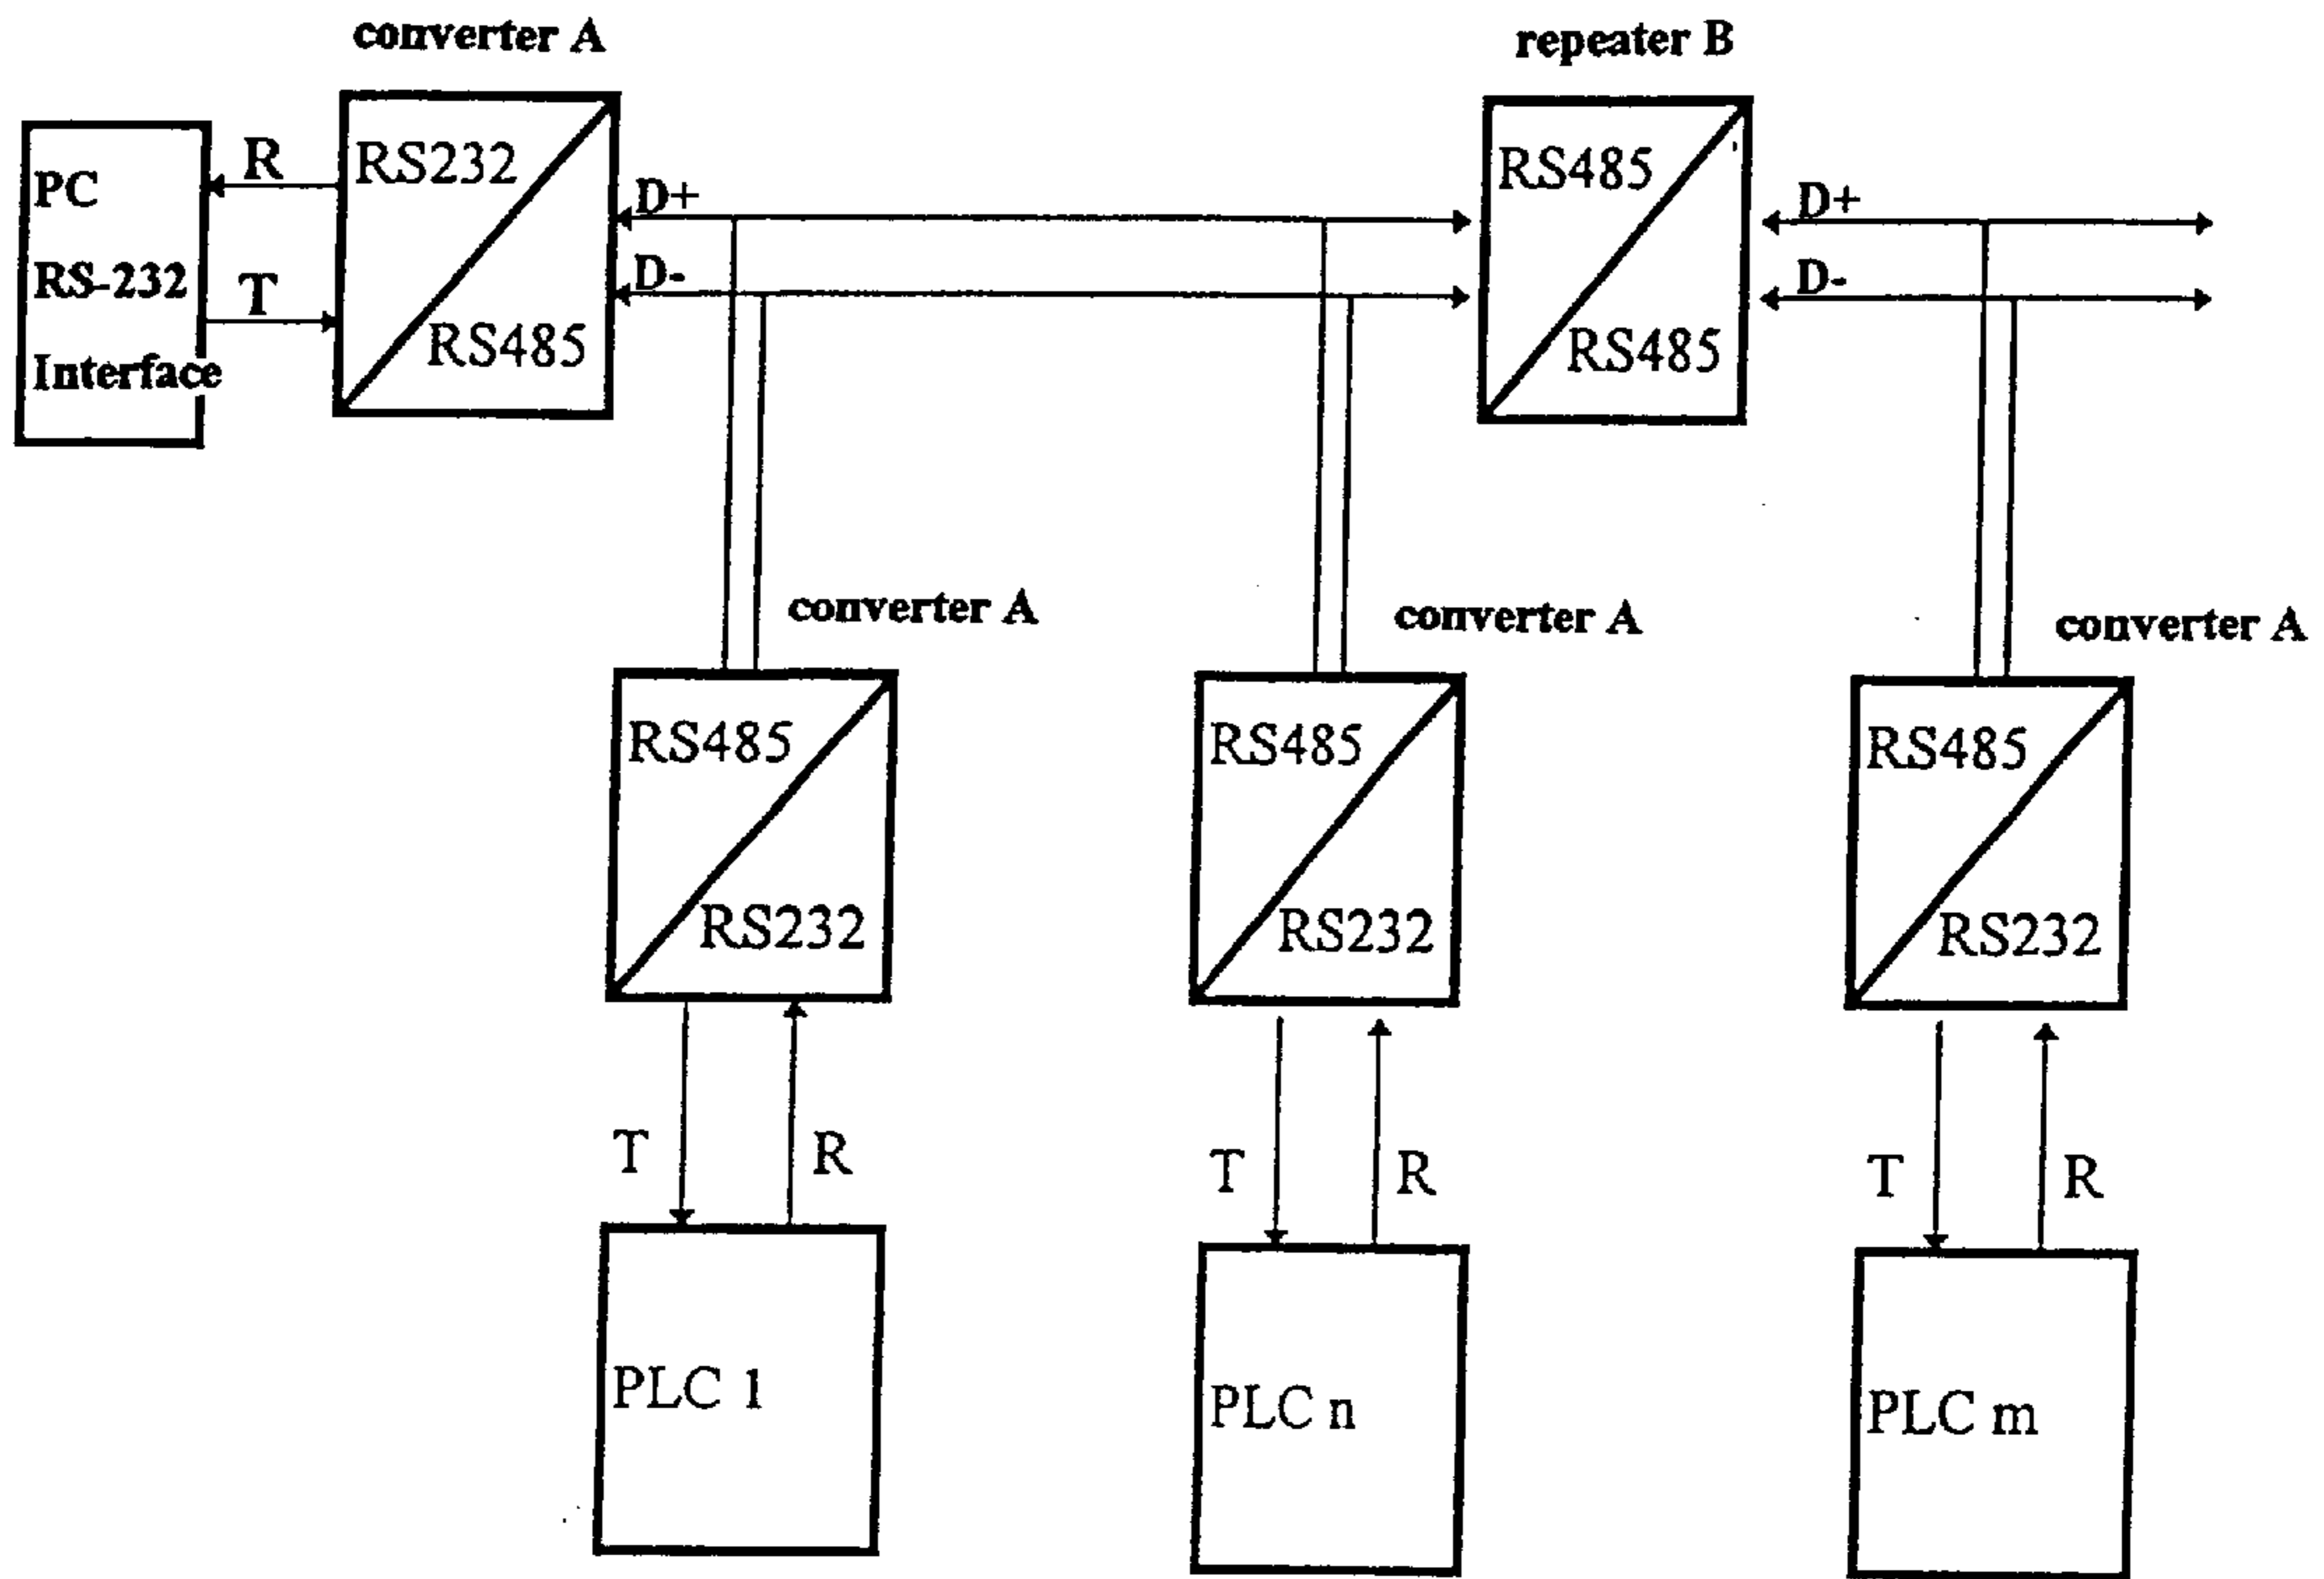 converter A
repeater B
PC
RS-232
Interface
R
T
RS232
RS485
D+
D-
RS485
RS485
D+
D-
converter A
converter A
converter A
RS485
RS232
RS485
RS232
RS485
RS232
T
R
T
R
T
R
PLC 1
PLC n
PLC m